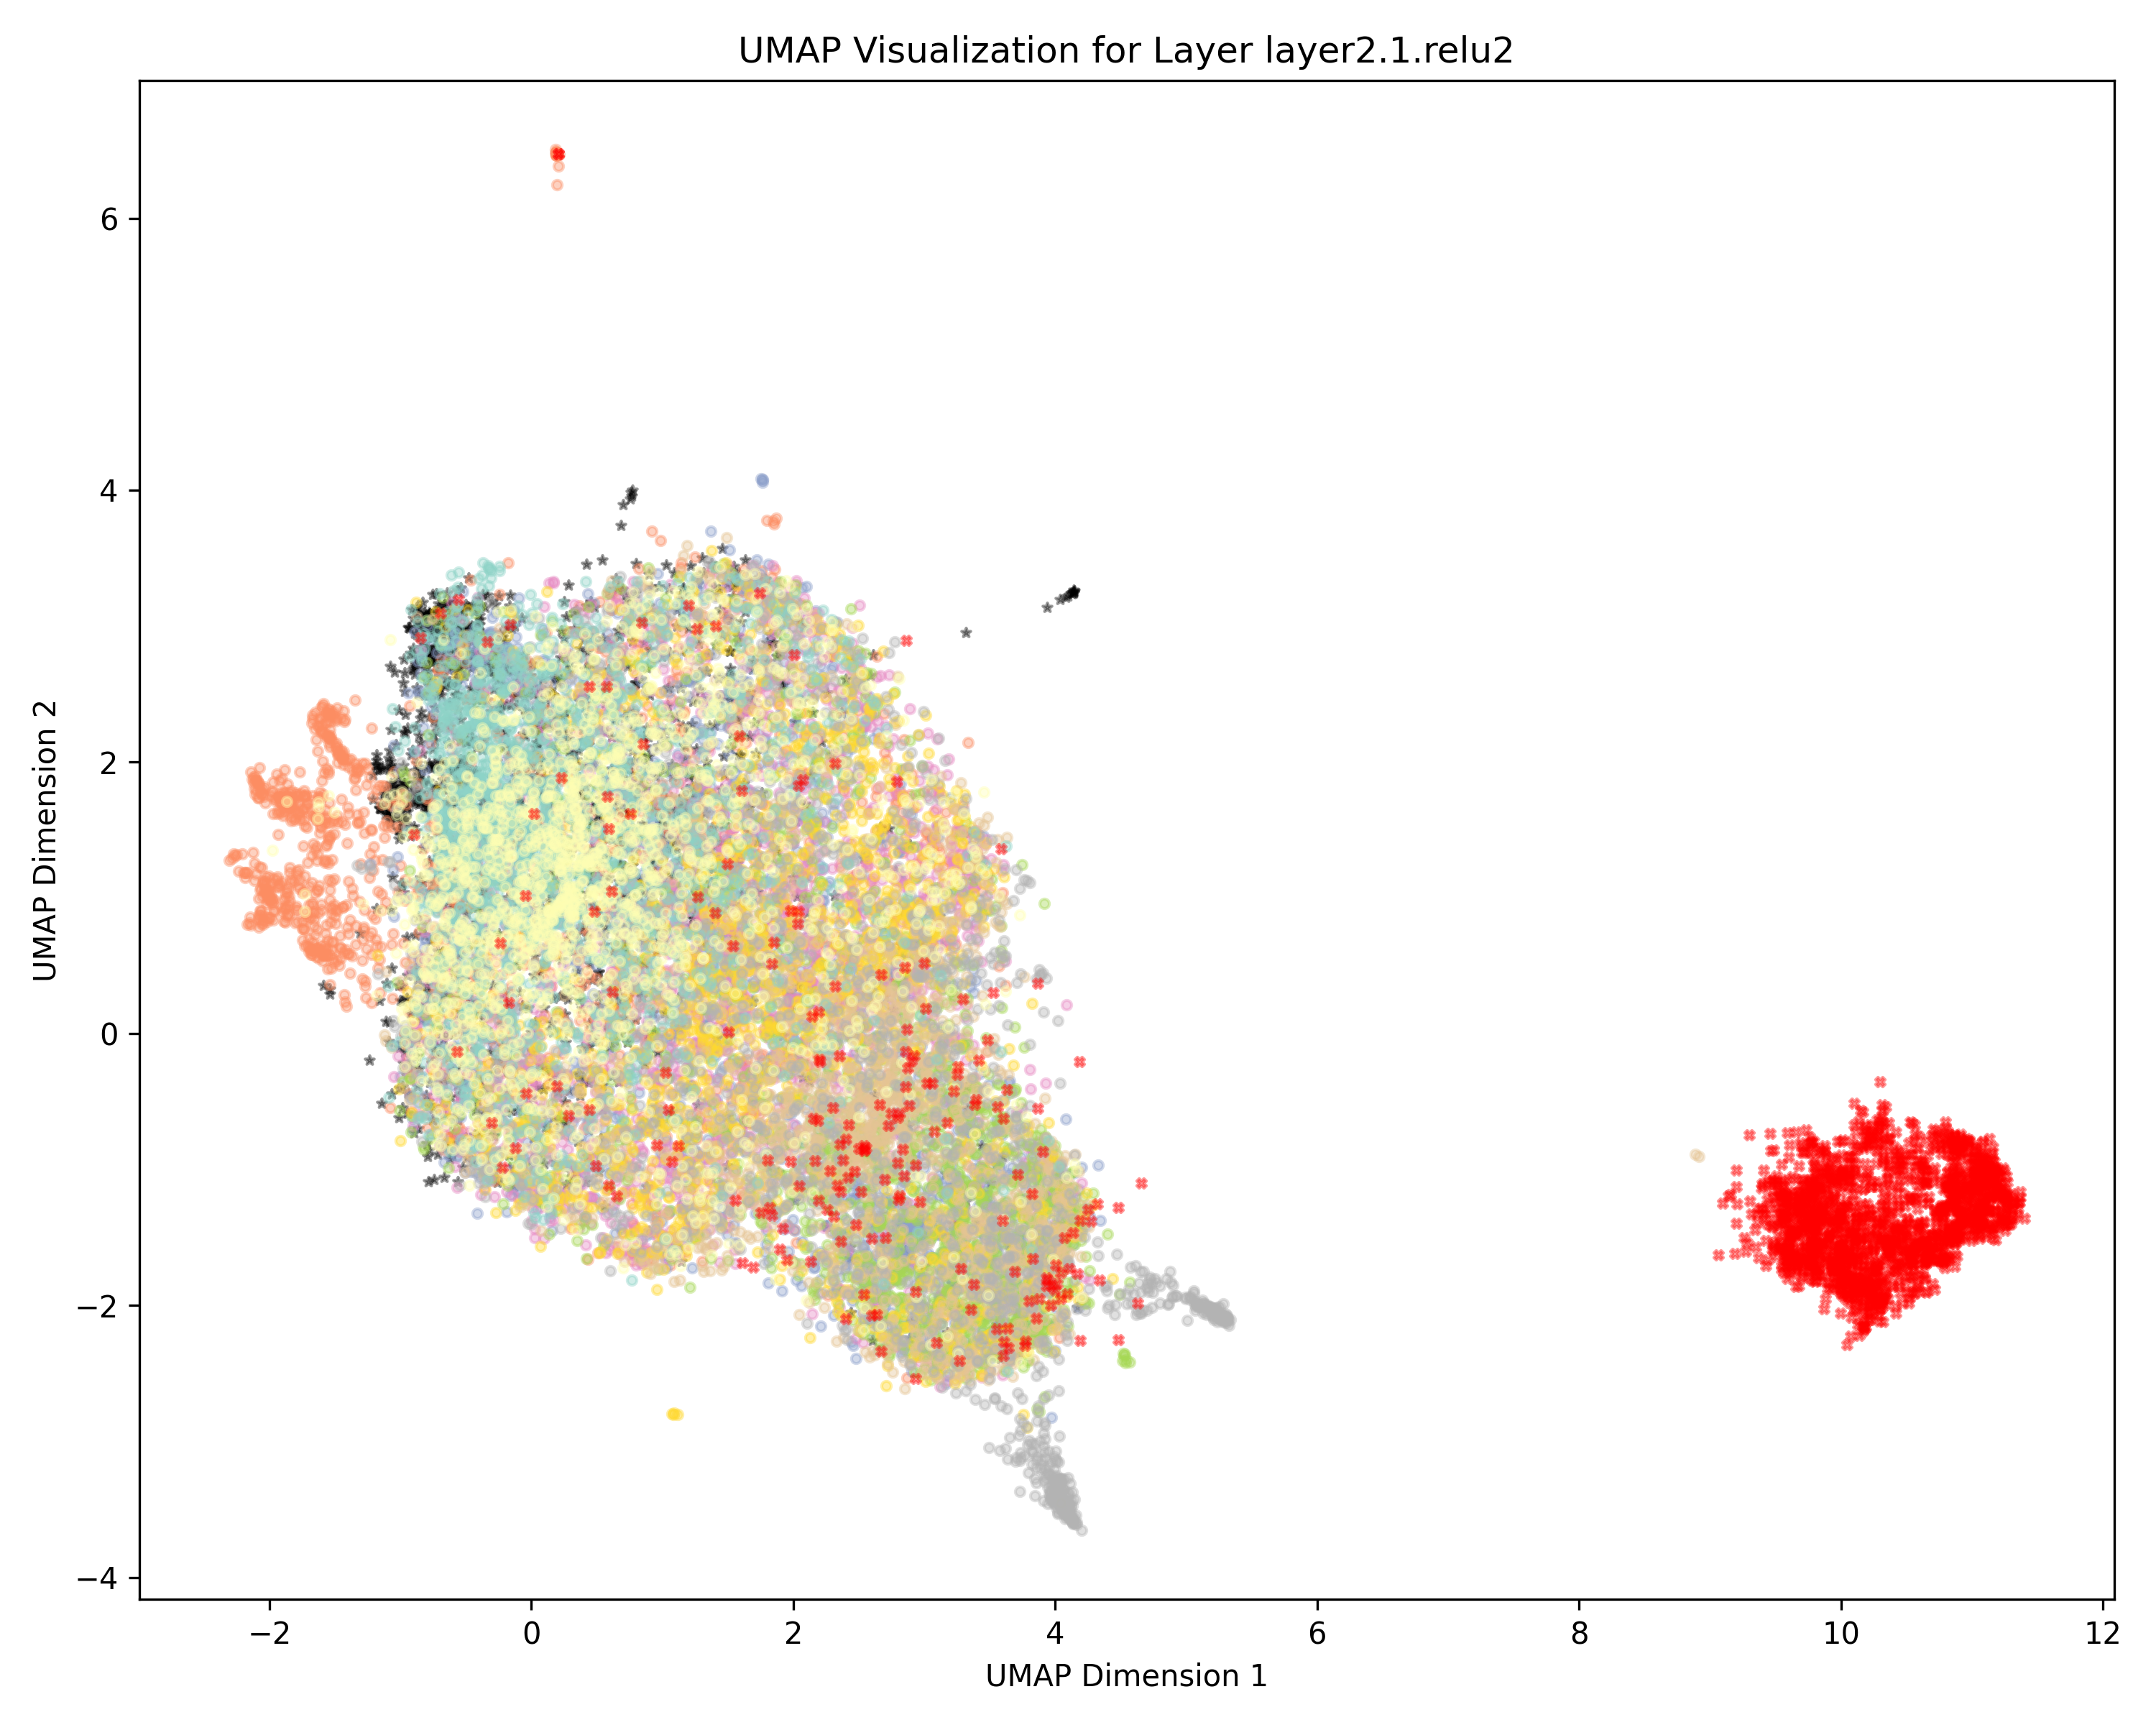 UMAP Visualization for Layer layer2.1.relu2
6
4
2
0
−2
−4
UMAP Dimension 2
−2 0 2 4 6 8 10 12
UMAP Dimension 1